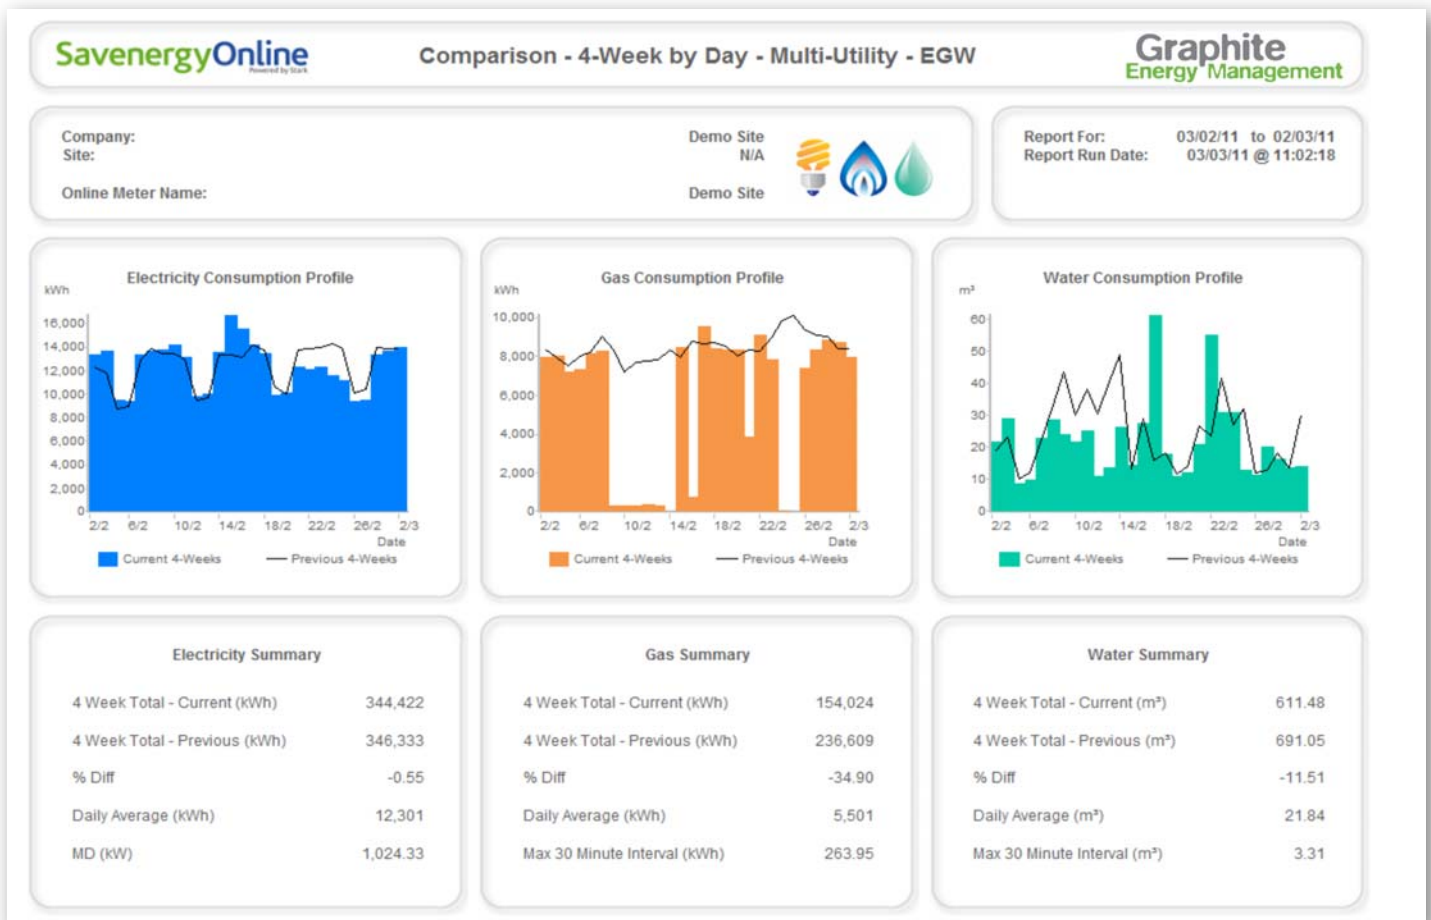 SavenergyOnline
Powered by Stark
Comparison - 4-Week by Day - Multi-Utility - EGW
Graphite
Energy Management
Company: Demo Site
Site: N/A
Online Meter Name: Demo Site
Report For: 03/02/11 to 02/03/11
Report Run Date: 03/03/11 @ 11:02:18
Electricity Consumption Profile
kWh
16,000
14,000
12,000
10,000
8,000
6,000
4,000
2,000
0
2/2 6/2 10/2 14/2 18/2 22/2 26/2 2/3
Date
Current 4-Weeks Previous 4-Weeks
Gas Consumption Profile
kWh
10,000
8,000
6,000
4,000
2,000
0
2/2 6/2 10/2 14/2 18/2 22/2 26/2 2/3
Date
Current 4-Weeks Previous 4-Weeks
Water Consumption Profile
m³
60
50
40
30
20
10
0
2/2 6/2 10/2 14/2 18/2 22/2 26/2 2/3
Date
Current 4-Weeks Previous 4-Weeks
Electricity Summary
4 Week Total - Current (kWh) 344,422
4 Week Total - Previous (kWh) 346,333
% Diff -0.55
Daily Average (kWh) 12,301
MD (kW) 1,024.33
Gas Summary
4 Week Total - Current (kWh) 154,024
4 Week Total - Previous (kWh) 236,609
% Diff -34.90
Daily Average (kWh) 5,501
Max 30 Minute Interval (kWh) 263.95
Water Summary
4 Week Total - Current (m³) 611.48
4 Week Total - Previous (m³) 691.05
% Diff -11.51
Daily Average (m³) 21.84
Max 30 Minute Interval (m³) 3.31